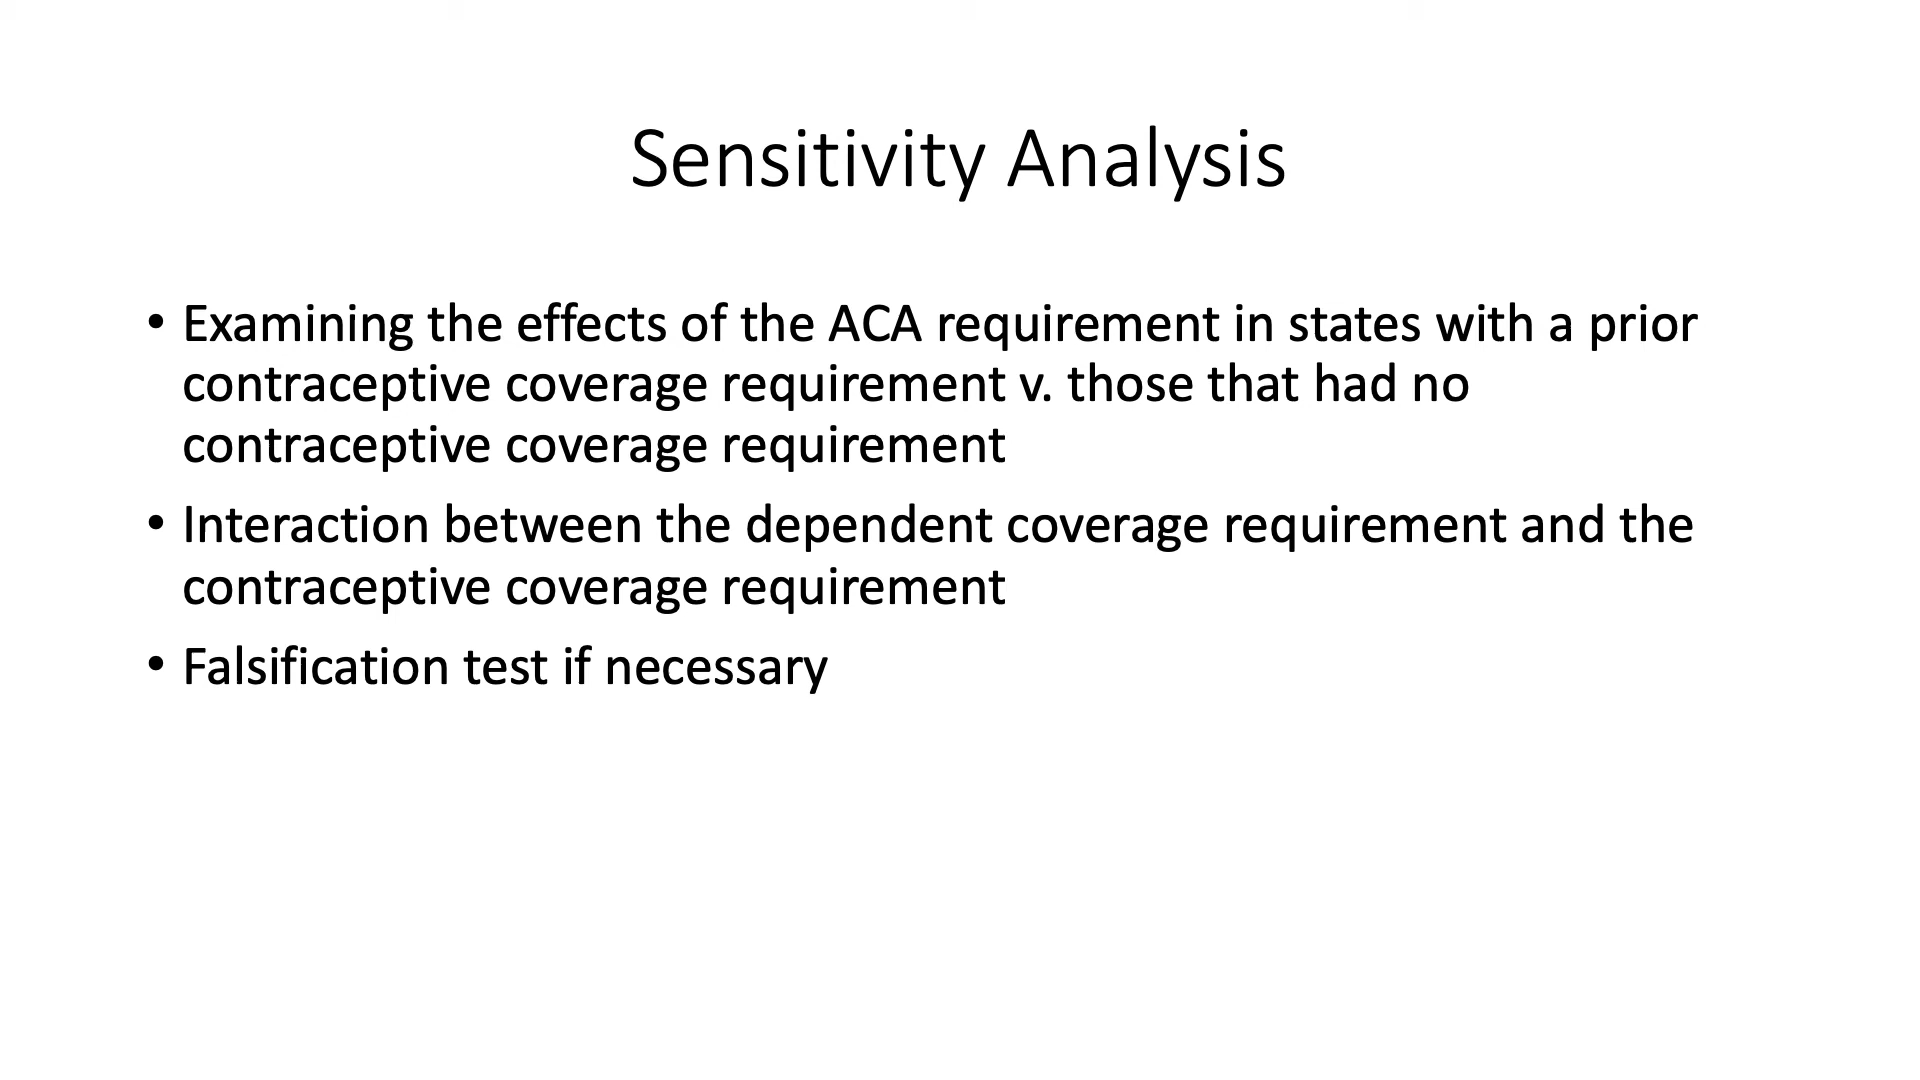 Sensitivity Analysis
• Examining the effects of the ACA requirement in states with a prior
contraceptive coverage requirement v. those that had no
contraceptive coverage requirement
• Interaction between the dependent coverage requirement and the
contraceptive coverage requirement
• Falsification test if necessary